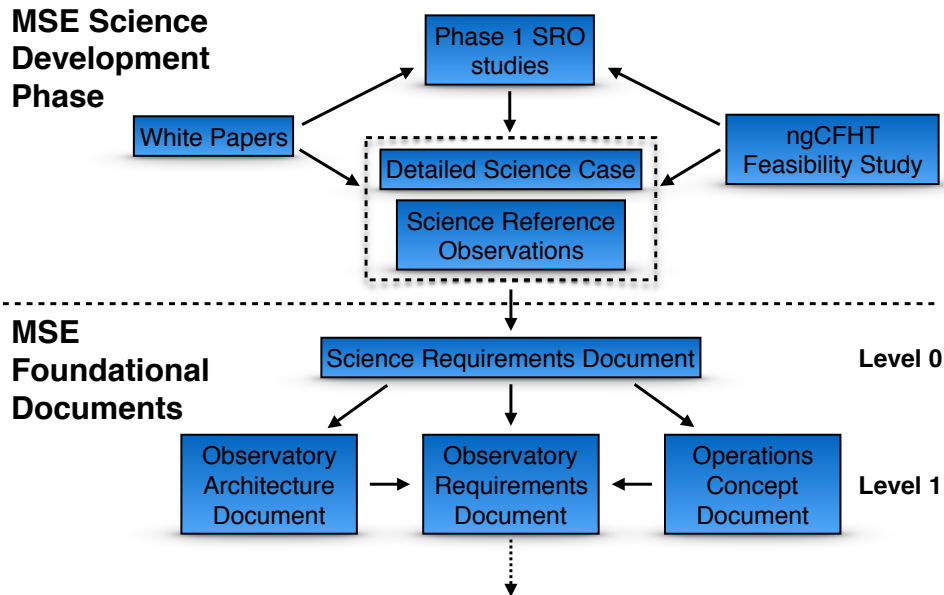 MSE Science
Development
Phase
Phase 1 SRO
studies
White Papers
ngCFHT
Feasibility Study
Detailed Science Case
Science Reference
Observations
MSE
Foundational
Documents
Science Requirements Document
Level 0
Observatory
Architecture
Document
Observatory
Requirements
Document
Operations
Concept
Document
Level 1